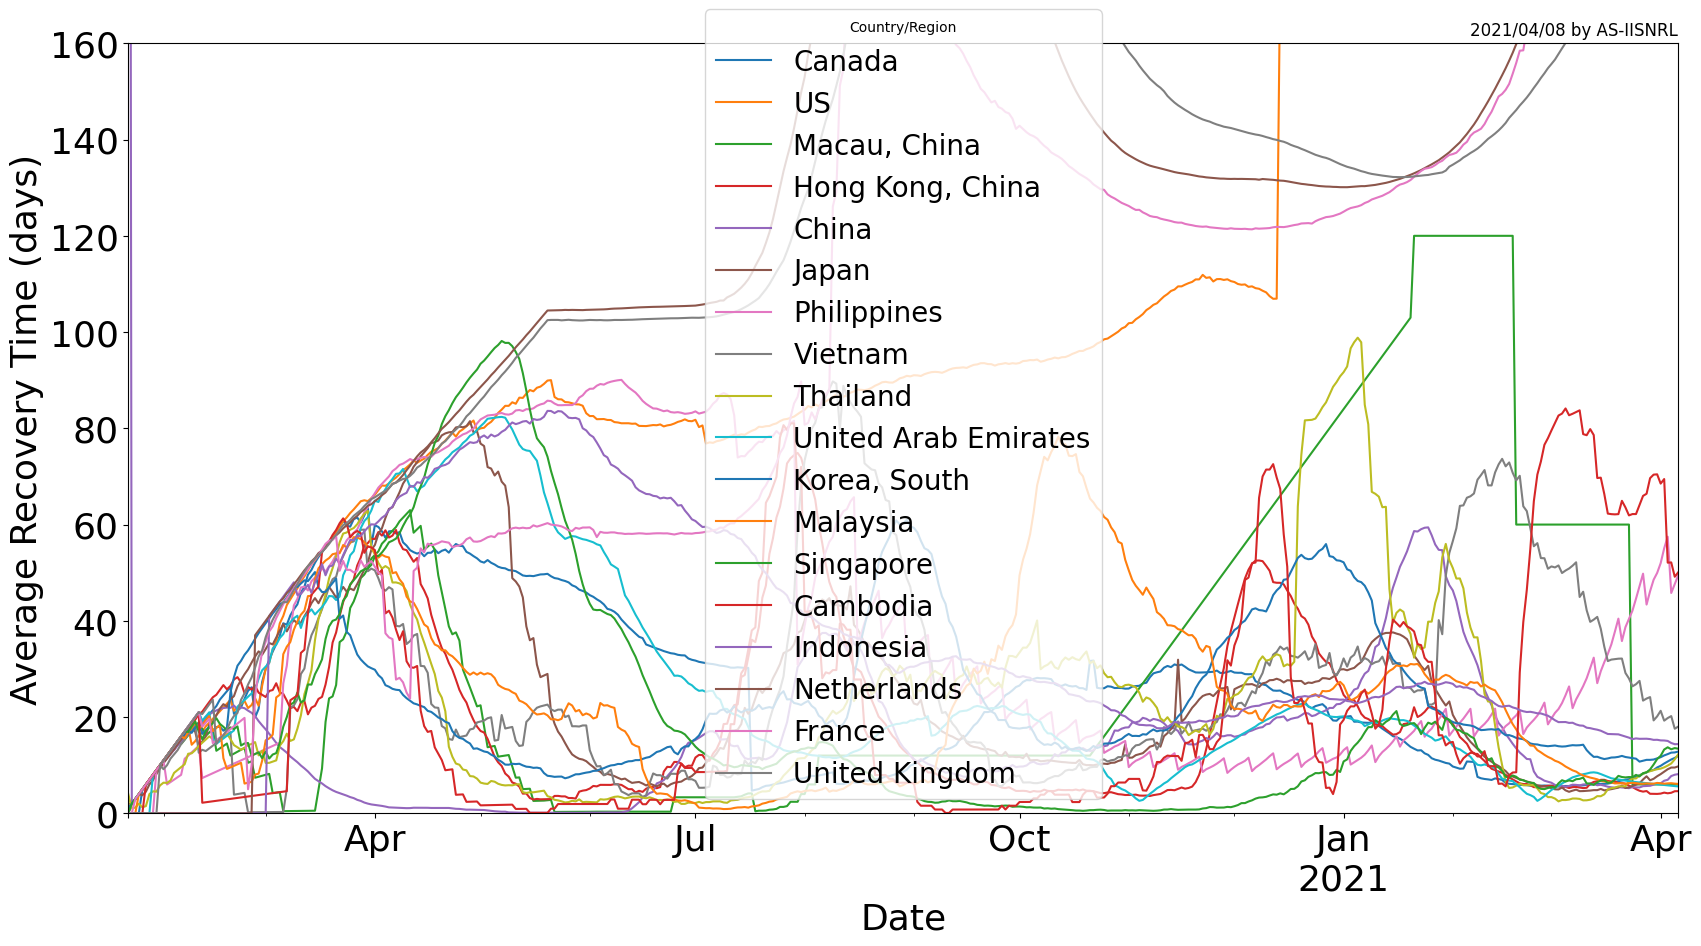 Country/Region
2021/04/08 by AS-IISNRL
Canada
US
Macau, China
Hong Kong, China
China
Japan
Philippines
Vietnam
Thailand
United Arab Emirates
Korea, South
Malaysia
Singapore
Cambodia
Indonesia
Netherlands
France
United Kingdom
Average Recovery Time (days)
160
140
120
100
80
60
40
20
0
Apr
Jul
Oct
Jan
2021
Apr
Date